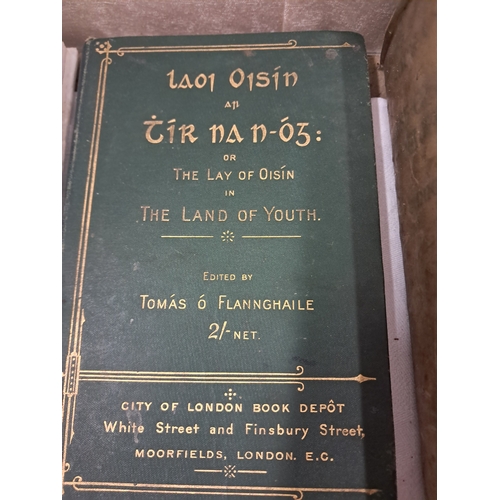 Laoi Oisín
ar
Ṫír na n-Óg:
OR
THE LAY OF OISÍN
IN
THE LAND OF YOUTH.
EDITED BY
TOMÁS Ó FLANNGHAILE
2/- NET.
CITY OF LONDON BOOK DEPÔT
White Street and Finsbury Street,
MOORFIELDS, LONDON. E.C.